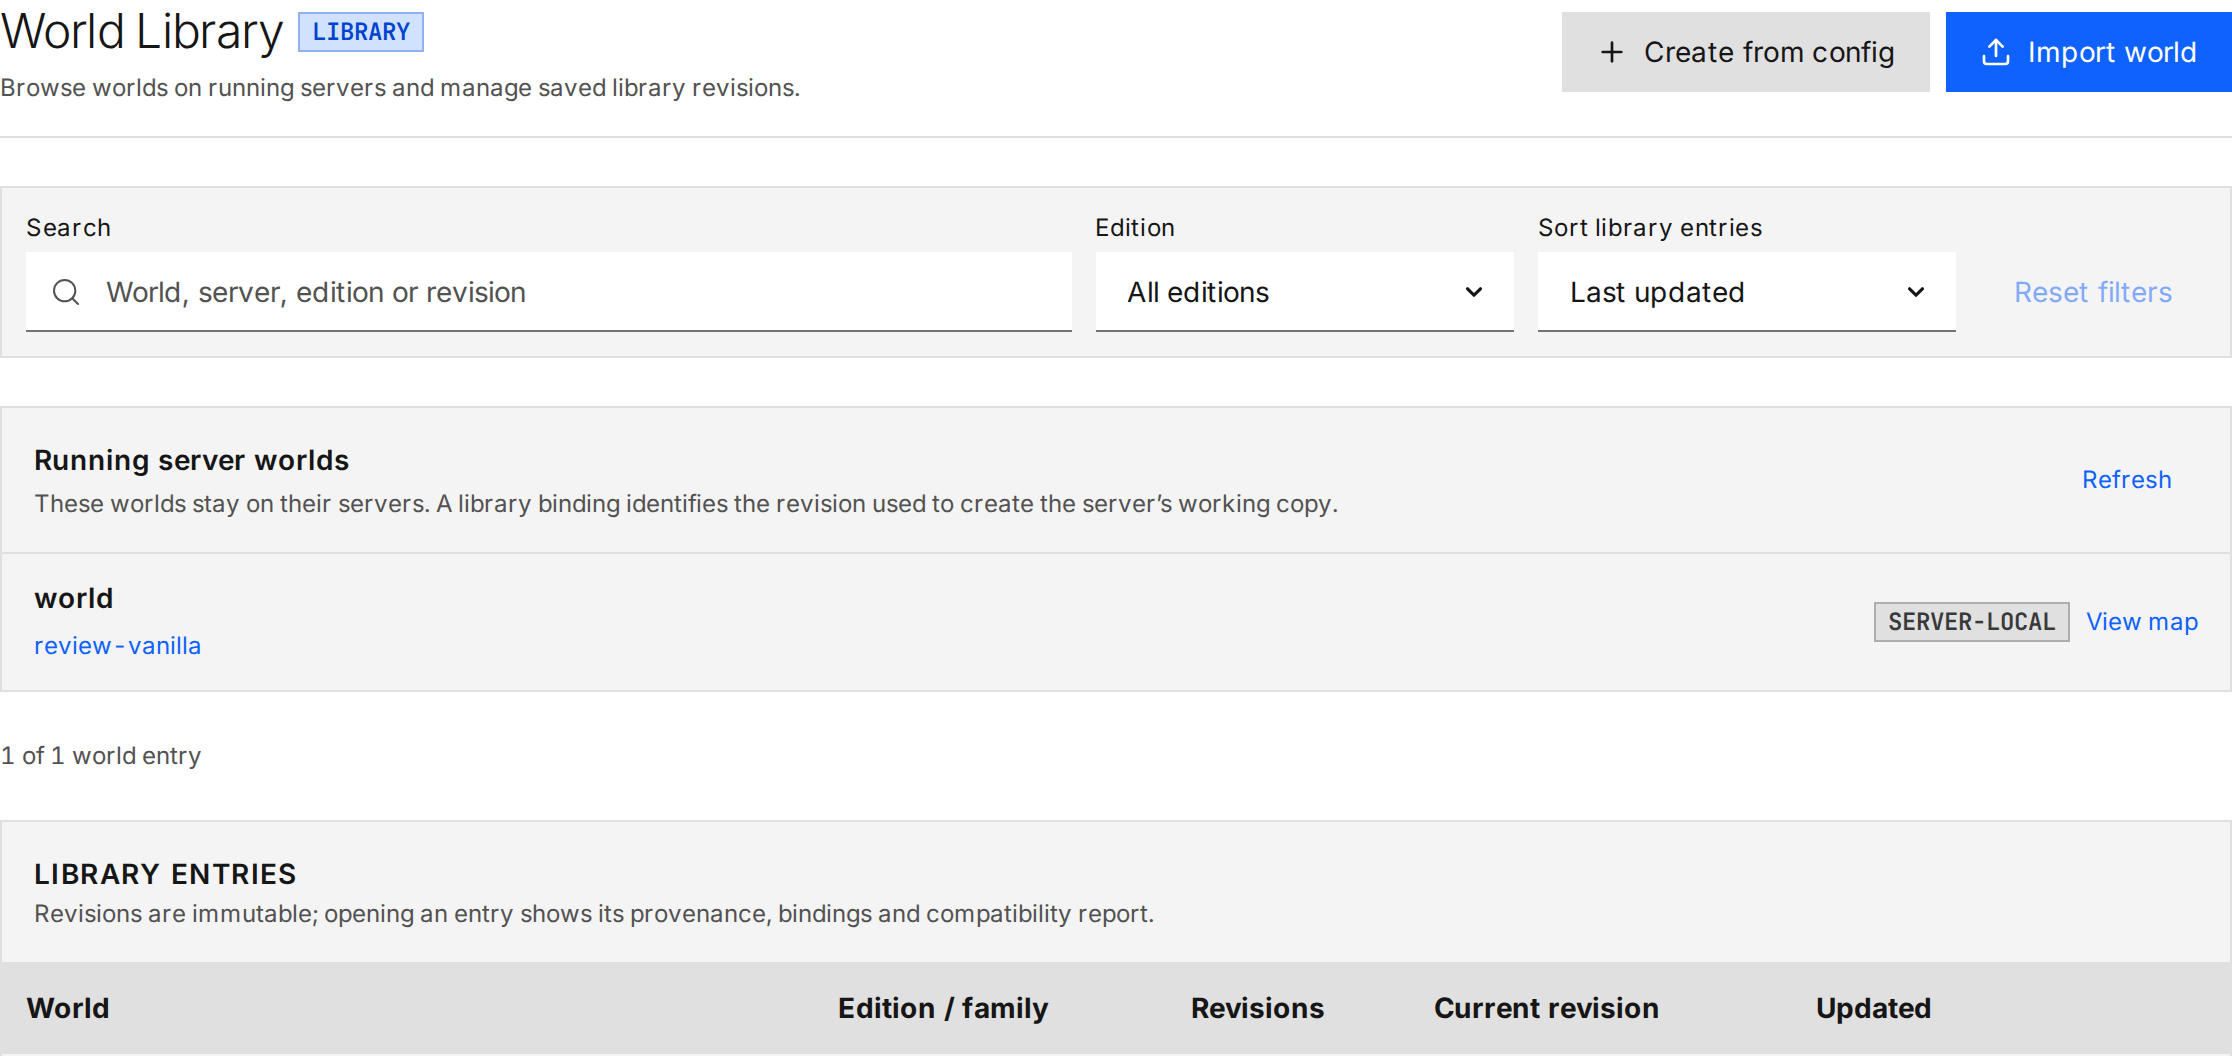 World Library LIBRARY
Browse worlds on running servers and manage saved library revisions.
Create from config
Import world
Search
Edition
Sort library entries
World, server, edition or revision
All editions
Last updated
Reset filters
Running server worlds
These worlds stay on their servers. A library binding identifies the revision used to create the server’s working copy.
Refresh
world
review-vanilla
SERVER-LOCAL
View map
1 of 1 world entry
LIBRARY ENTRIES
Revisions are immutable; opening an entry shows its provenance, bindings and compatibility report.
World Edition / family Revisions Current revision Updated